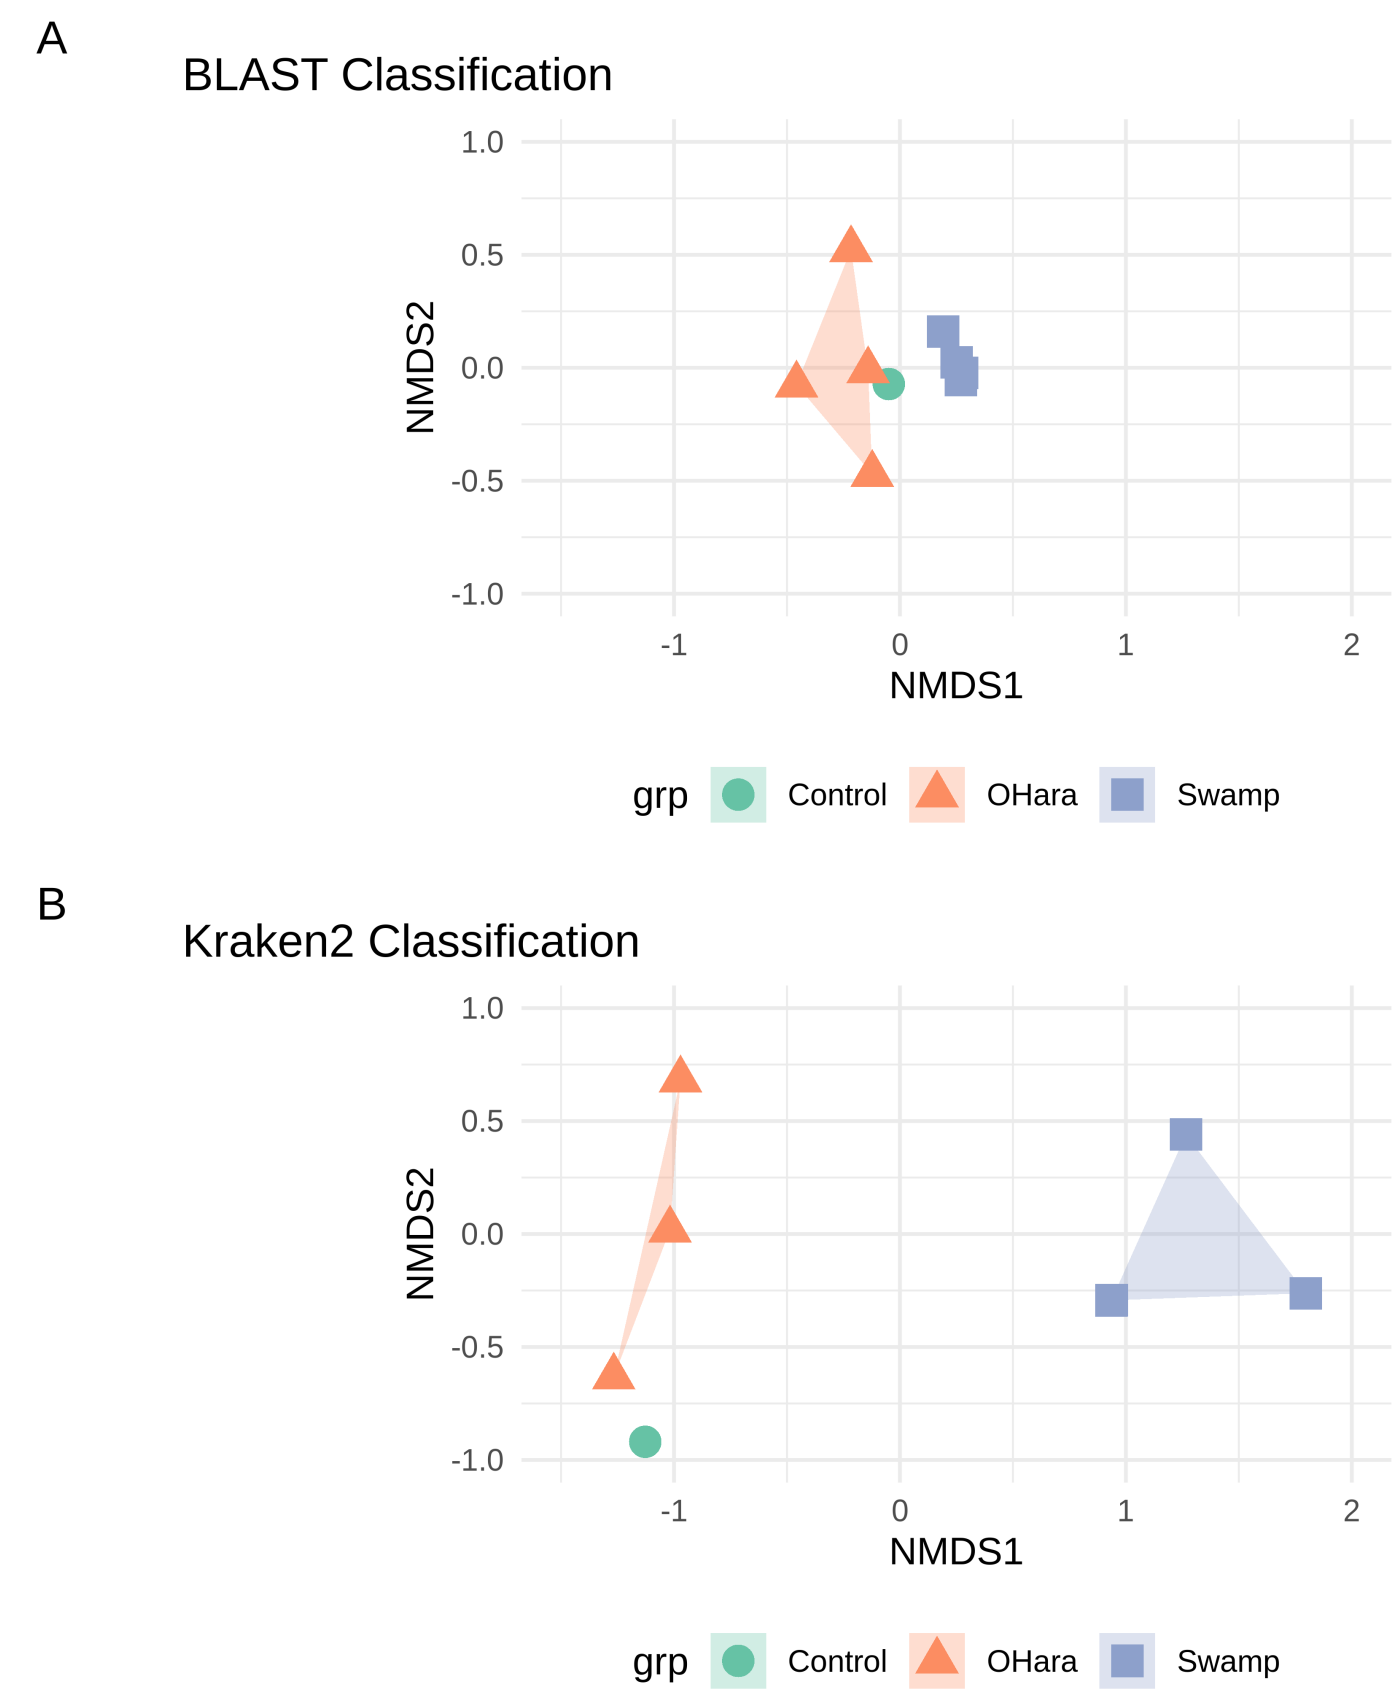 A
BLAST Classification
1.0
0.5
0.0
-0.5
-1.0
NMDS2
-1 0 1 2
NMDS1
grp Control OHara Swamp
B
Kraken2 Classification
1.0
0.5
0.0
-0.5
-1.0
NMDS2
-1 0 1 2
NMDS1
grp Control OHara Swamp